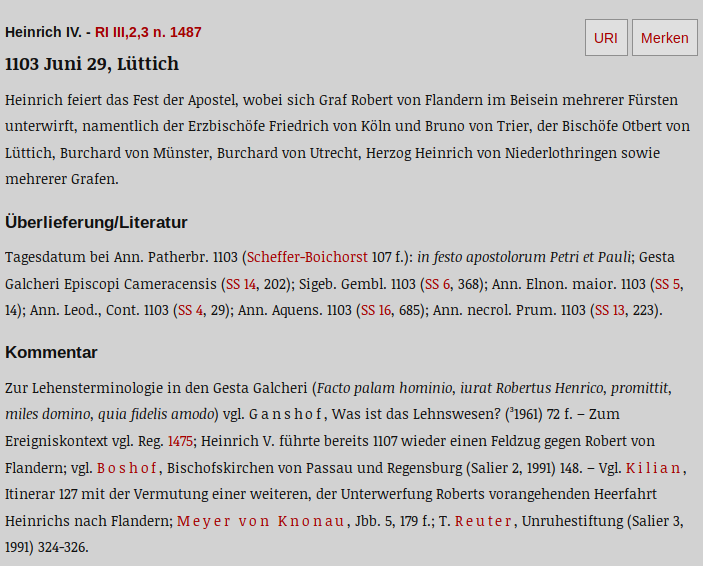 Heinrich IV. - RI III,2,3 n. 1487
URI Merken
1103 Juni 29, Lüttich
Heinrich feiert das Fest der Apostel, wobei sich Graf Robert von Flandern im Beisein mehrerer Fürsten
unterwirft, namentlich der Erzbischöfe Friedrich von Köln und Bruno von Trier, der Bischöfe Otbert von
Lüttich, Burchard von Münster, Burchard von Utrecht, Herzog Heinrich von Niederlothringen sowie
mehrerer Grafen.
Überlieferung/Literatur
Tagesdatum bei Ann. Patherbr. 1103 (Scheffer-Boichorst 107 f.): in festo apostolorum Petri et Pauli; Gesta
Galcheri Episcopi Cameracensis (SS 14, 202); Sigeb. Gembl. 1103 (SS 6, 368); Ann. Elnon. maior. 1103 (SS 5,
14); Ann. Leod., Cont. 1103 (SS 4, 29); Ann. Aquens. 1103 (SS 16, 685); Ann. necrol. Prum. 1103 (SS 13, 223).
Kommentar
Zur Lehensterminologie in den Gesta Galcheri (Facto palam hominio, iurat Robertus Henrico, promittit,
miles domino, quia fidelis amodo) vgl. G a n s h o f , Was ist das Lehnswesen? (³1961) 72 f. – Zum
Ereigniskontext vgl. Reg. 1475; Heinrich V. führte bereits 1107 wieder einen Feldzug gegen Robert von
Flandern; vgl. B o s h o f , Bischofskirchen von Passau und Regensburg (Salier 2, 1991) 148. – Vgl. K i l i a n ,
Itinerar 127 mit der Vermutung einer weiteren, der Unterwerfung Roberts vorangehenden Heerfahrt
Heinrichs nach Flandern; M e y e r v o n K n o n a u , Jbb. 5, 179 f.; T. R e u t e r , Unruhestiftung (Salier 3,
1991) 324-326.